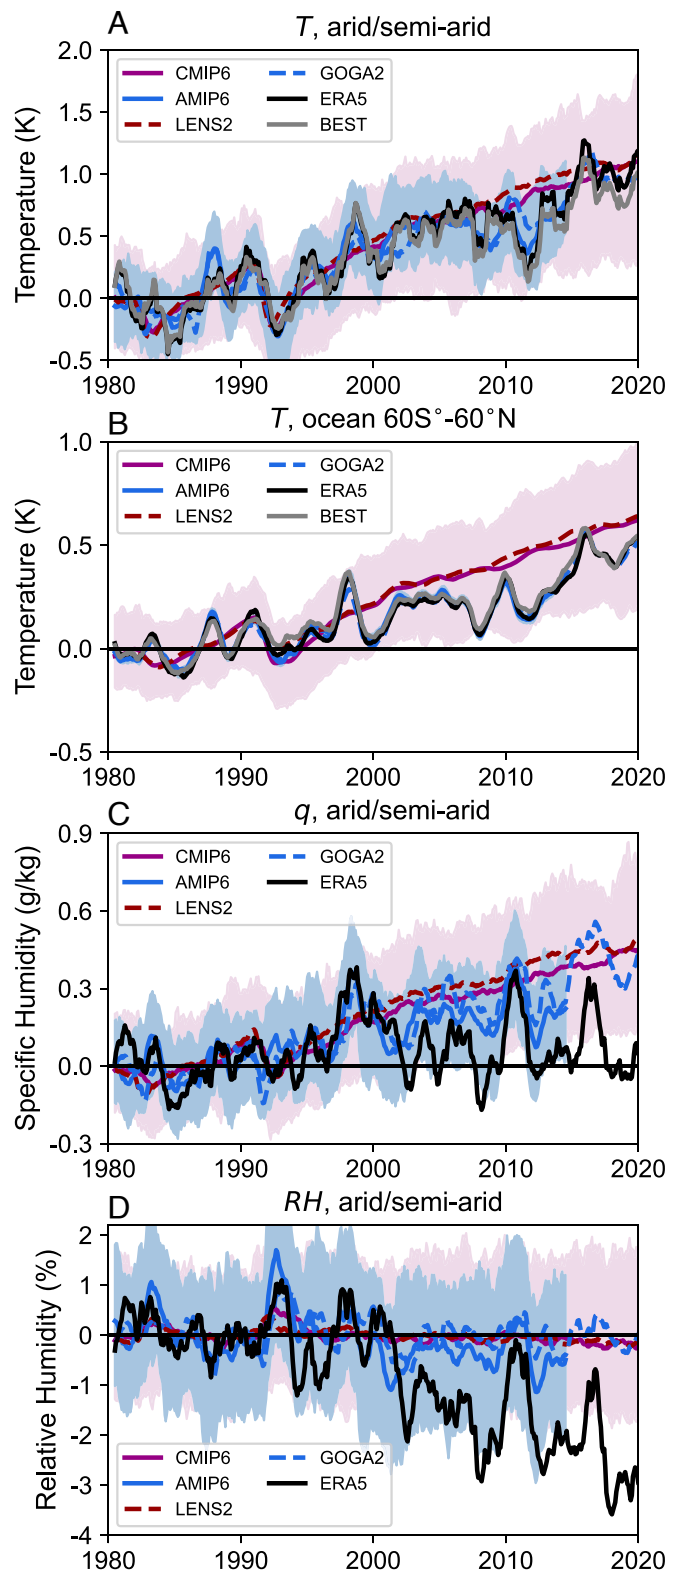 A
T, arid/semi-arid
Temperature (K)
2.0
1.5
1.0
0.5
0.0
-0.5
CMIP6
AMIP6
LENS2
GOGA2
ERA5
BEST
1980
1990
2000
2010
2020
B
T, ocean 60S°-60°N
Temperature (K)
1.0
0.5
0.0
-0.5
CMIP6
AMIP6
LENS2
GOGA2
ERA5
BEST
1980
1990
2000
2010
2020
C
q, arid/semi-arid
Specific Humidity (g/kg)
0.9
0.6
0.3
0.0
-0.3
CMIP6
AMIP6
LENS2
GOGA2
ERA5
1980
1990
2000
2010
2020
D
RH, arid/semi-arid
Relative Humidity (%)
2
1
0
-1
-2
-3
-4
CMIP6
AMIP6
LENS2
GOGA2
ERA5
1980
1990
2000
2010
2020